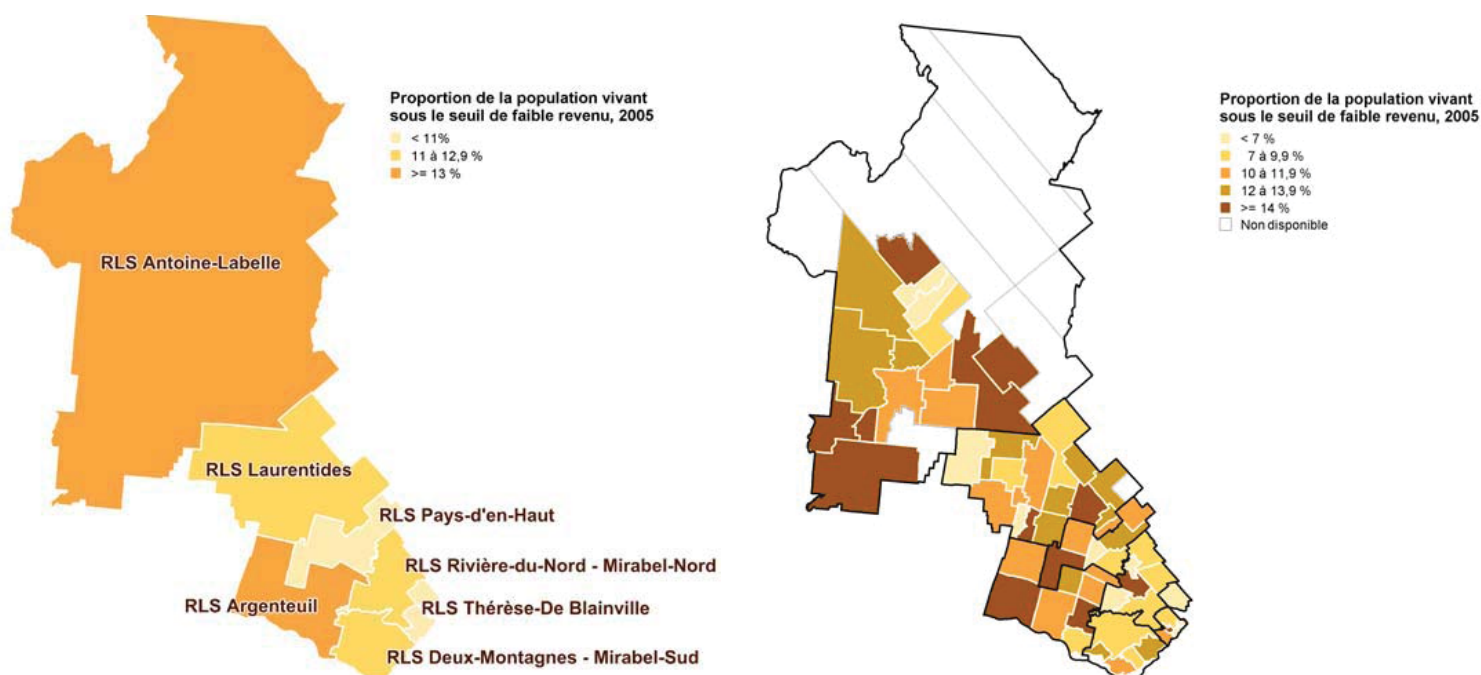 Proportion de la population vivant
sous le seuil de faible revenu, 2005
< 11%
11 à 12,9 %
>= 13 %
RLS Antoine-Labelle
RLS Laurentides
RLS Pays-d'en-Haut
RLS Rivière-du-Nord - Mirabel-Nord
RLS Argenteuil
RLS Thérèse-De Blainville
RLS Deux-Montagnes - Mirabel-Sud
Proportion de la population vivant
sous le seuil de faible revenu, 2005
< 7 %
7 à 9,9 %
10 à 11,9 %
12 à 13,9 %
>= 14 %
Non disponible